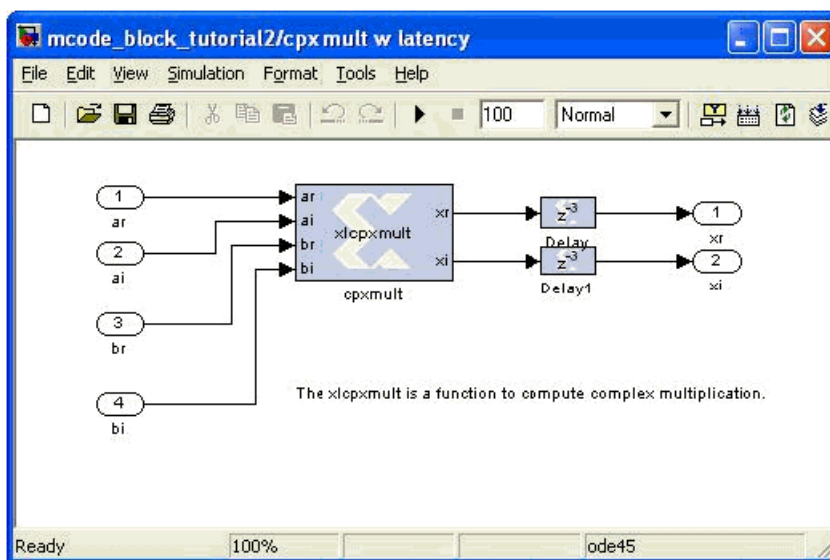 mcode_block_tutorial2/cpxmult w latency
File Edit View Simulation Format Tools Help
100 Normal
1
ar
2
ai
3
br
4
bi
ar
ai
br
bi
xlcpxmult
xr
xi
cpxmult
z-3
Delay
z-3
Delay1
1
xr
2
xi
The xlcpxmult is a function to compute complex multiplication.
Ready 100% ode45